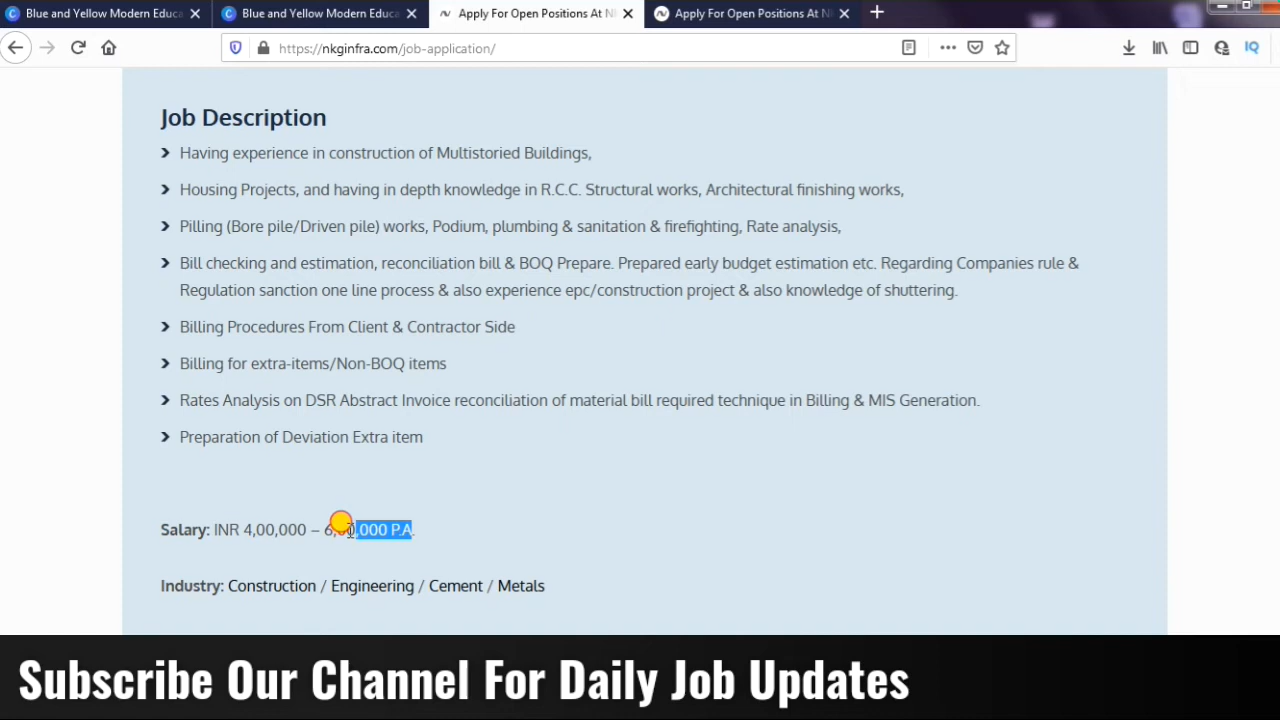 Blue and Yellow Modern Educa
Blue and Yellow Modern Educa
Apply For Open Positions At N
Apply For Open Positions At N
https://nkginfra.com/job-application/
IQ
Job Description
Having experience in construction of Multistoried Buildings,
Housing Projects, and having in depth knowledge in R.C.C. Structural works, Architectural finishing works,
Pilling (Bore pile/Driven pile) works, Podium, plumbing & sanitation & firefighting, Rate analysis,
Bill checking and estimation, reconciliation bill & BOQ Prepare. Prepared early budget estimation etc. Regarding Companies rule &
Regulation sanction one line process & also experience epc/construction project & also knowledge of shuttering.
Billing Procedures From Client & Contractor Side
Billing for extra-items/Non-BOQ items
Rates Analysis on DSR Abstract Invoice reconciliation of material bill required technique in Billing & MIS Generation.
Preparation of Deviation Extra item
Salary: INR 4,00,000 – 6,00,000 P.A.
Industry: Construction / Engineering / Cement / Metals
Subscribe Our Channel For Daily Job Updates